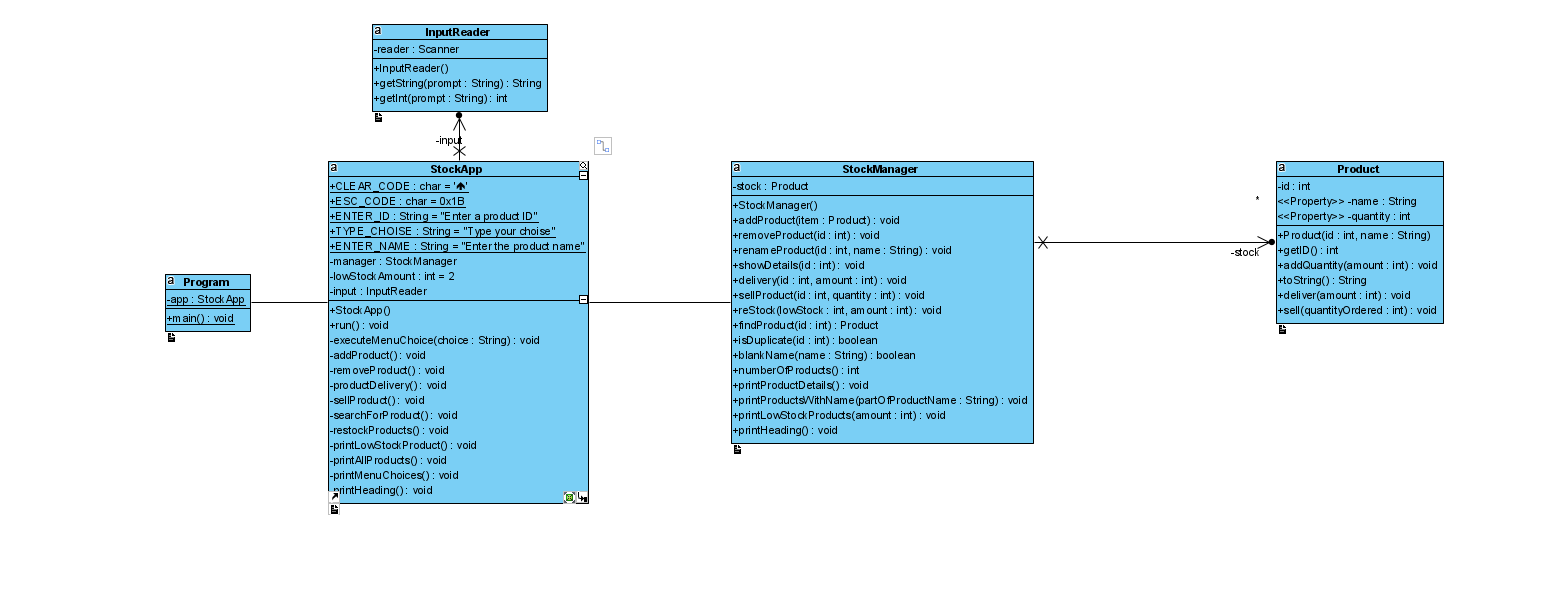 InputReader
-reader : Scanner
+InputReader()
+getString(prompt : String) : String
+getInt(prompt : String) : int
-input
StockApp
+CLEAR_CODE : char = '🡹'
+ESC_CODE : char = 0x1B
+ENTER_ID : String = "Enter a product ID"
+TYPE_CHOISE : String = "Type your choise"
+ENTER_NAME : String = "Enter the product name"
-manager : StockManager
-lowStockAmount : int = 2
-input : InputReader
+StockApp()
+run() : void
-executeMenuChoice(choice : String) : void
-addProduct() : void
-removeProduct() : void
-productDelivery() : void
-sellProduct() : void
-searchForProduct() : void
-restockProducts() : void
-printLowStockProduct() : void
-printAllProducts() : void
-printMenuChoices() : void
-printHeading() : void
Program
-app : StockApp
+main() : void
StockManager
-stock : Product
+StockManager()
+addProduct(item : Product) : void
+removeProduct(id : int) : void
+renameProduct(id : int, name : String) : void
+showDetails(id : int) : void
+delivery(id : int, amount : int) : void
+sellProduct(id : int, quantity : int) : void
+reStock(lowStock : int, amount : int) : void
+findProduct(id : int) : Product
+isDuplicate(id : int) : boolean
+blankName(name : String) : boolean
+numberOfProducts() : int
+printProductDetails() : void
+printProductsWithName(partOfProductName : String) : void
+printLowStockProducts(amount : int) : void
+printHeading() : void
*
-stock
Product
-id : int
<<Property>> -name : String
<<Property>> -quantity : int
+Product(id : int, name : String)
+getID() : int
+addQuantity(amount : int) : void
+toString() : String
+deliver(amount : int) : void
+sell(quantityOrdered : int) : void